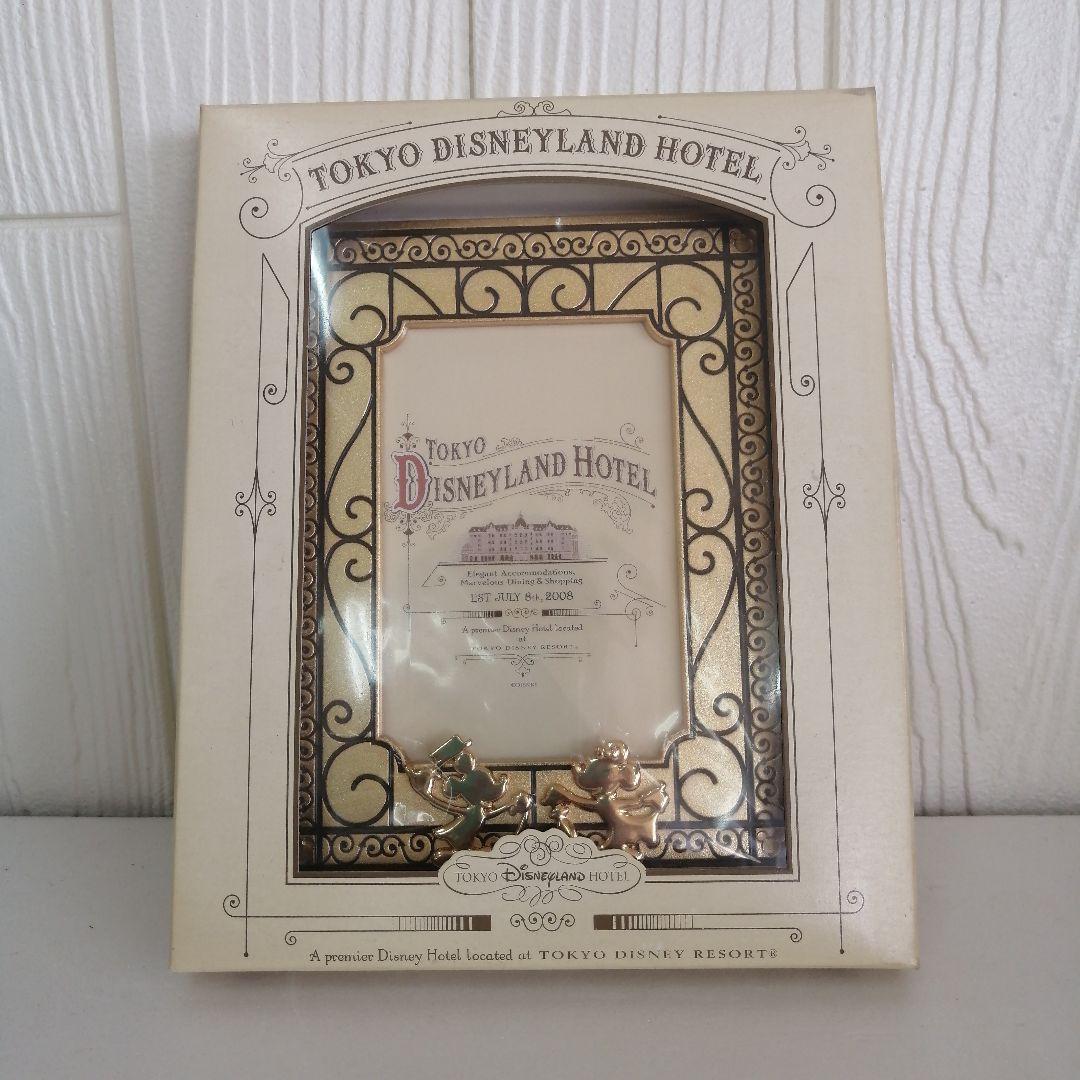 TOKYO DISNEYLAND HOTEL
TOKYO
DISNEYLAND HOTEL
Elegant Accommodations,
Marvelous Dining & Shopping
EST JULY 8th, 2008
A premier Disney Hotel located
at
TOKYO DISNEY RESORT®
©DISNEY
TOKYO DISNEYLAND HOTEL
A premier Disney Hotel located at TOKYO DISNEY RESORT®